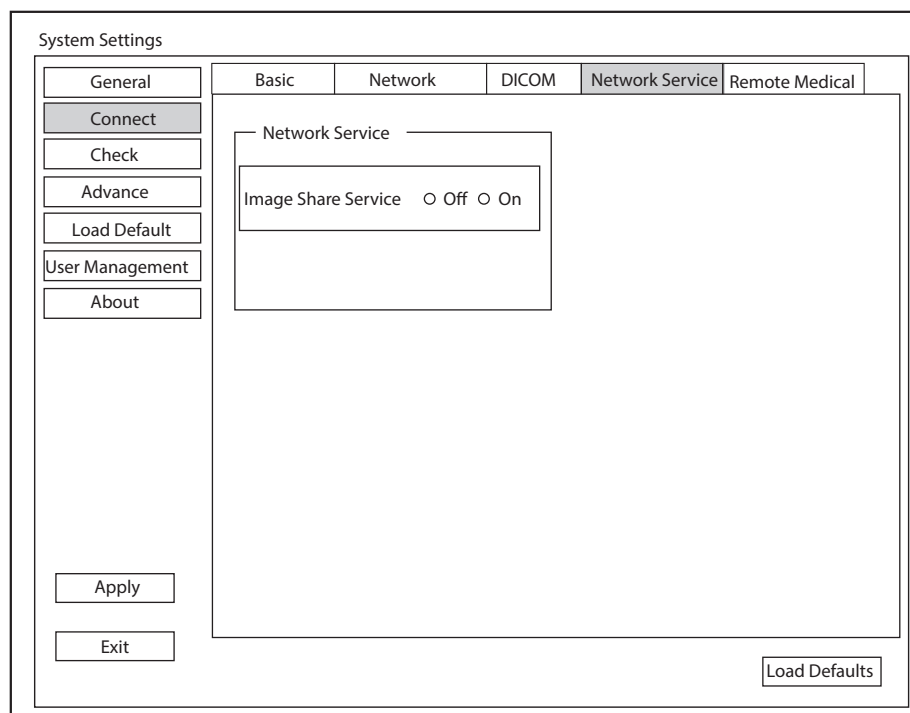 System Settings
General
Connect
Check
Advance
Load Default
User Management
About
Apply
Exit
Basic
Network
DICOM
Network Service
Remote Medical
Network Service
Image Share Service Off On
Load Defaults